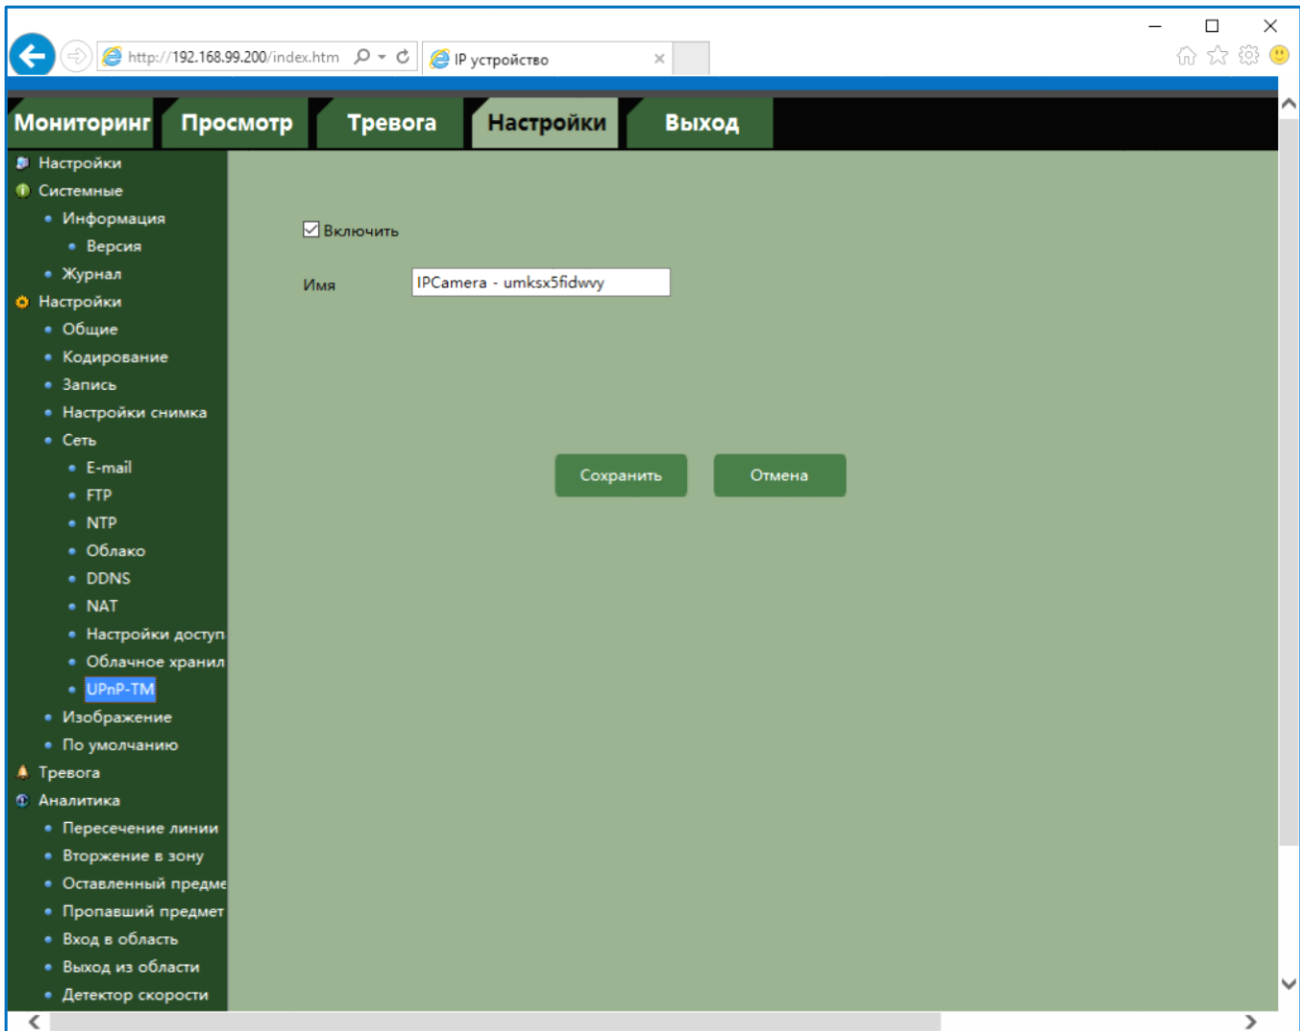 http://192.168.99.200/index.htm
IP устройство
Мониторинг Просмотр Тревога Настройки Выход
Настройки
Системные
Информация
Версия
Журнал
Настройки
Общие
Кодирование
Запись
Настройки снимка
Сеть
E-mail
FTP
NTP
Облако
DDNS
NAT
Настройки доступ
Облачное хранил
UPnP-TM
Изображение
По умолчанию
Тревога
Аналитика
Пересечение линии
Вторжение в зону
Оставленный предме
Пропавший предмет
Вход в область
Выход из области
Детектор скорости
Включить
Имя IPCamera - umksx5fidwvy
Сохранить Отмена